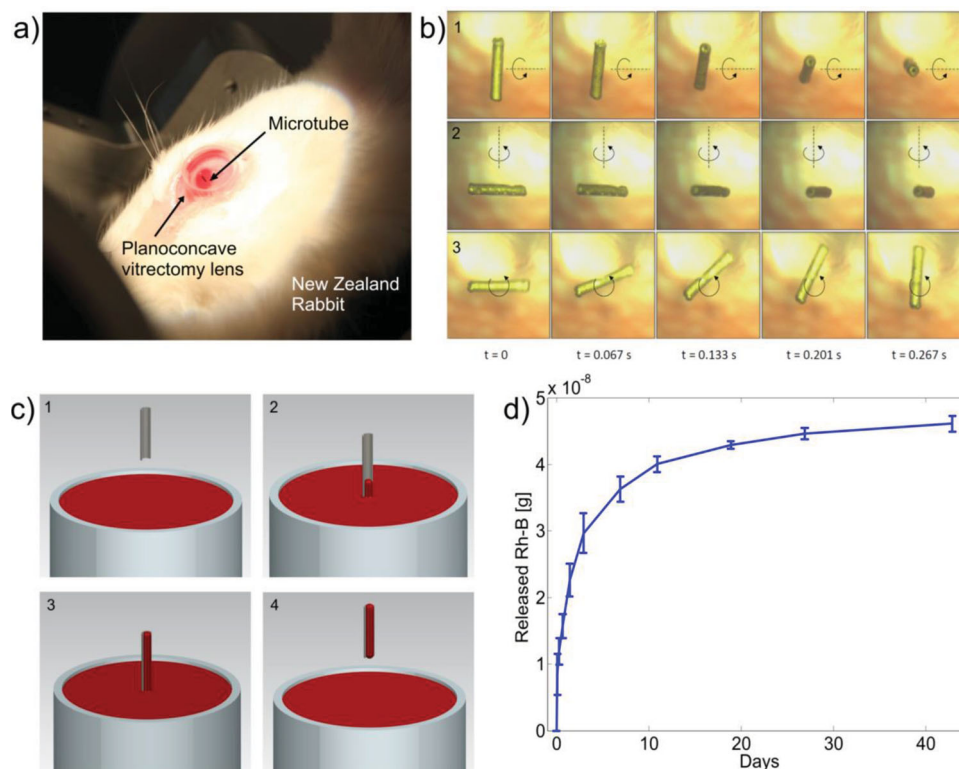 a)
Microtube
Planoconcave
vitrectomy lens
New Zealand
Rabbit
b)
1
2
3
t = 0 t = 0.067 s t = 0.133 s t = 0.201 s t = 0.267 s
c)
1 2
3 4
d)
5 x 10⁻⁸
4
3
2
1
0
Released Rh-B [g]
0 10 20 30 40
Days